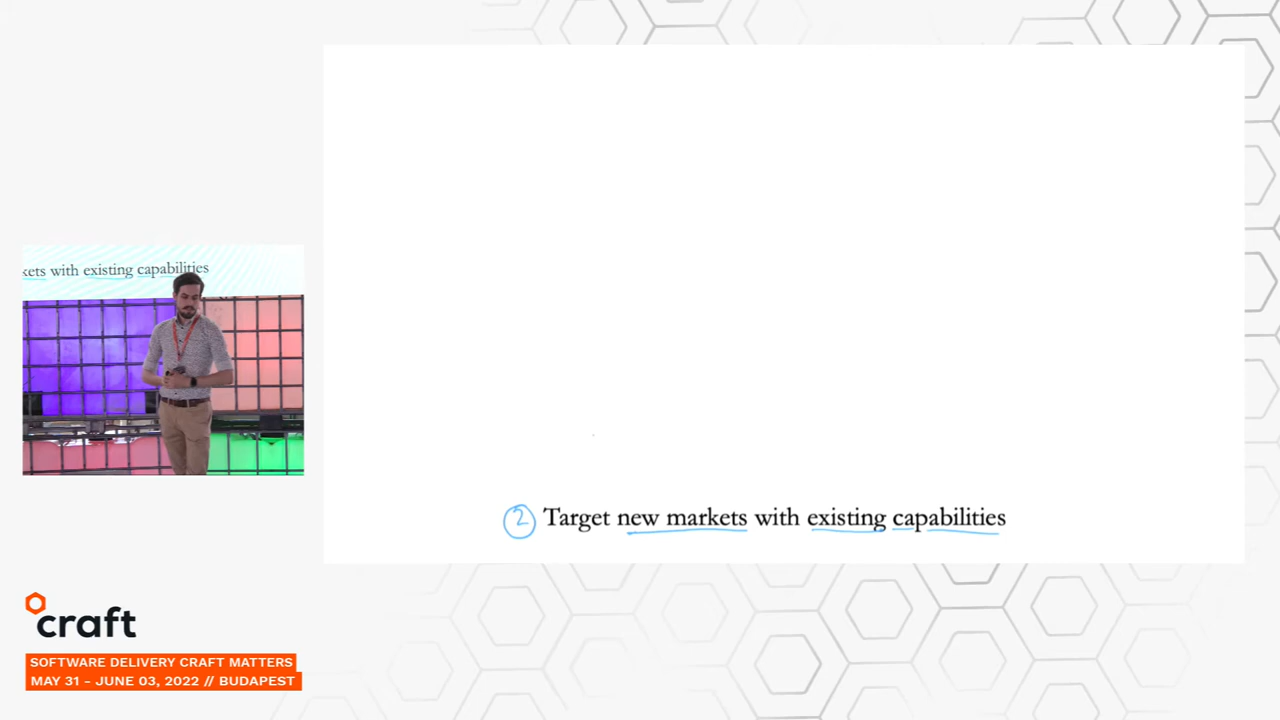 kets with existing capabilities
2 Target new markets with existing capabilities
craft
SOFTWARE DELIVERY CRAFT MATTERS
MAY 31 - JUNE 03, 2022 // BUDAPEST